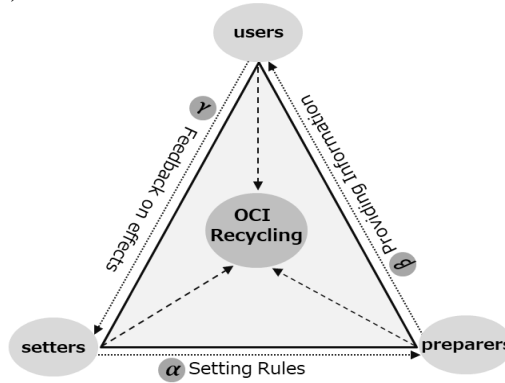 users
γ Feedback on effects
Providing Information
β
OCI
Recycling
setters
preparers
α Setting Rules